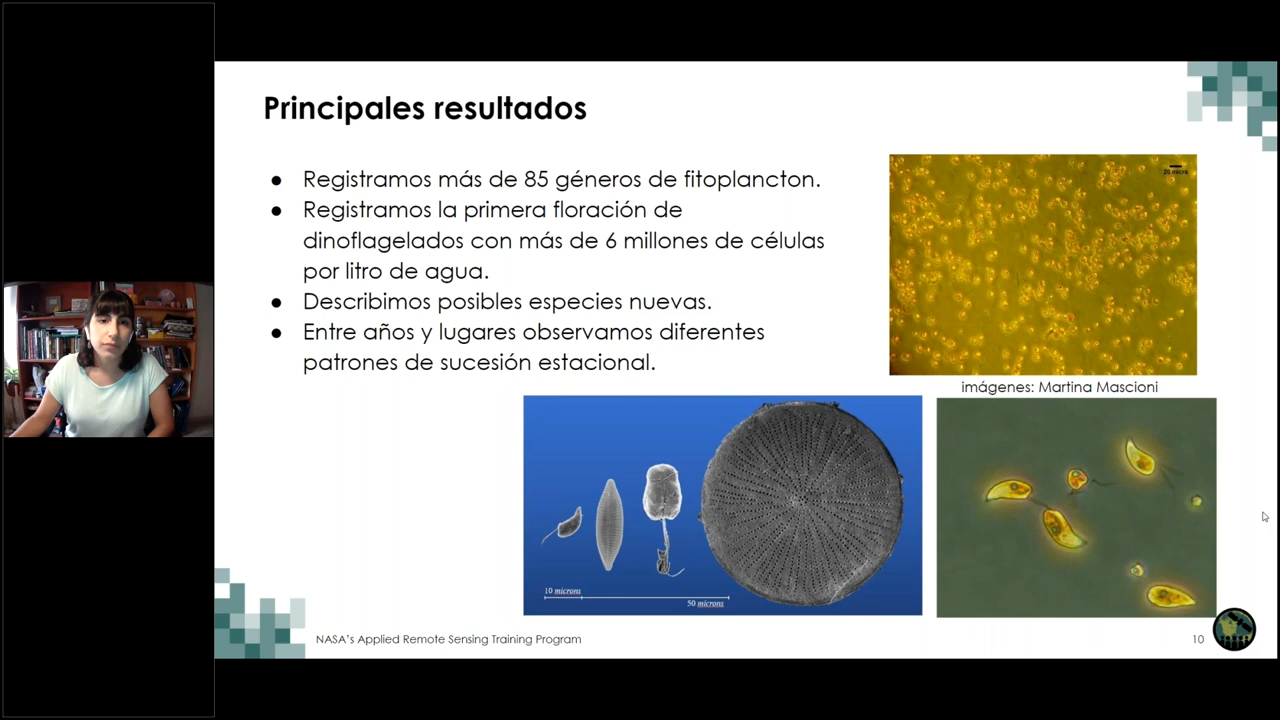 Principales resultados
● Registramos más de 85 géneros de fitoplancton.
● Registramos la primera floración de
dinoflagelados con más de 6 millones de células
por litro de agua.
● Describimos posibles especies nuevas.
● Entre años y lugares observamos diferentes
patrones de sucesión estacional.
20 micra
imágenes: Martina Mascioni
10 microns
50 microns
NASA's Applied Remote Sensing Training Program
10